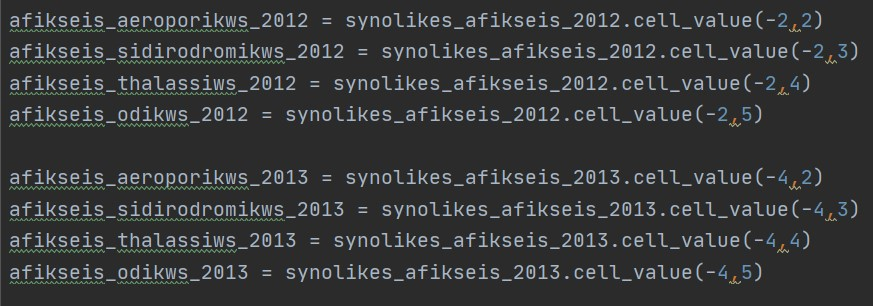 afikseis_aeroporikws_2012 = synolikes_afikseis_2012.cell_value(-2,2)
afikseis_sidirodromikws_2012 = synolikes_afikseis_2012.cell_value(-2,3)
afikseis_thalassiws_2012 = synolikes_afikseis_2012.cell_value(-2,4)
afikseis_odikws_2012 = synolikes_afikseis_2012.cell_value(-2,5)
afikseis_aeroporikws_2013 = synolikes_afikseis_2013.cell_value(-4,2)
afikseis_sidirodromikws_2013 = synolikes_afikseis_2013.cell_value(-4,3)
afikseis_thalassiws_2013 = synolikes_afikseis_2013.cell_value(-4,4)
afikseis_odikws_2013 = synolikes_afikseis_2013.cell_value(-4,5)